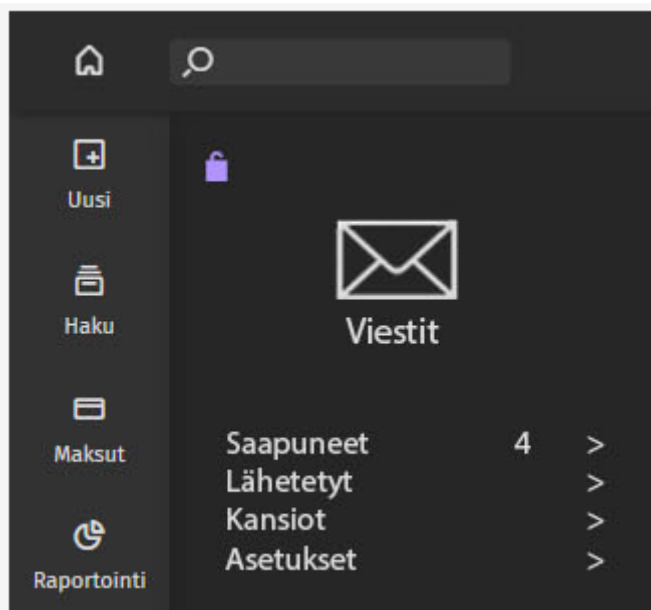 Uusi
Haku
Maksut
Raportointi
Viestit
Saapuneet 4 >
Lähetetyt >
Kansiot >
Asetukset >